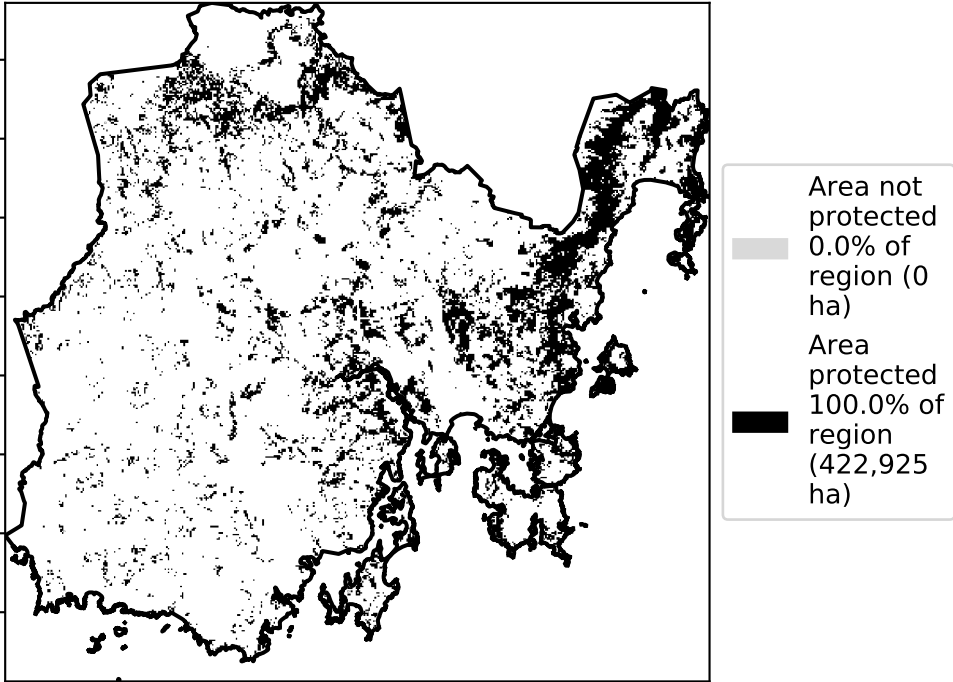 Area not
protected
0.0% of
region (0
ha)
Area
protected
100.0% of
region
(422,925
ha)